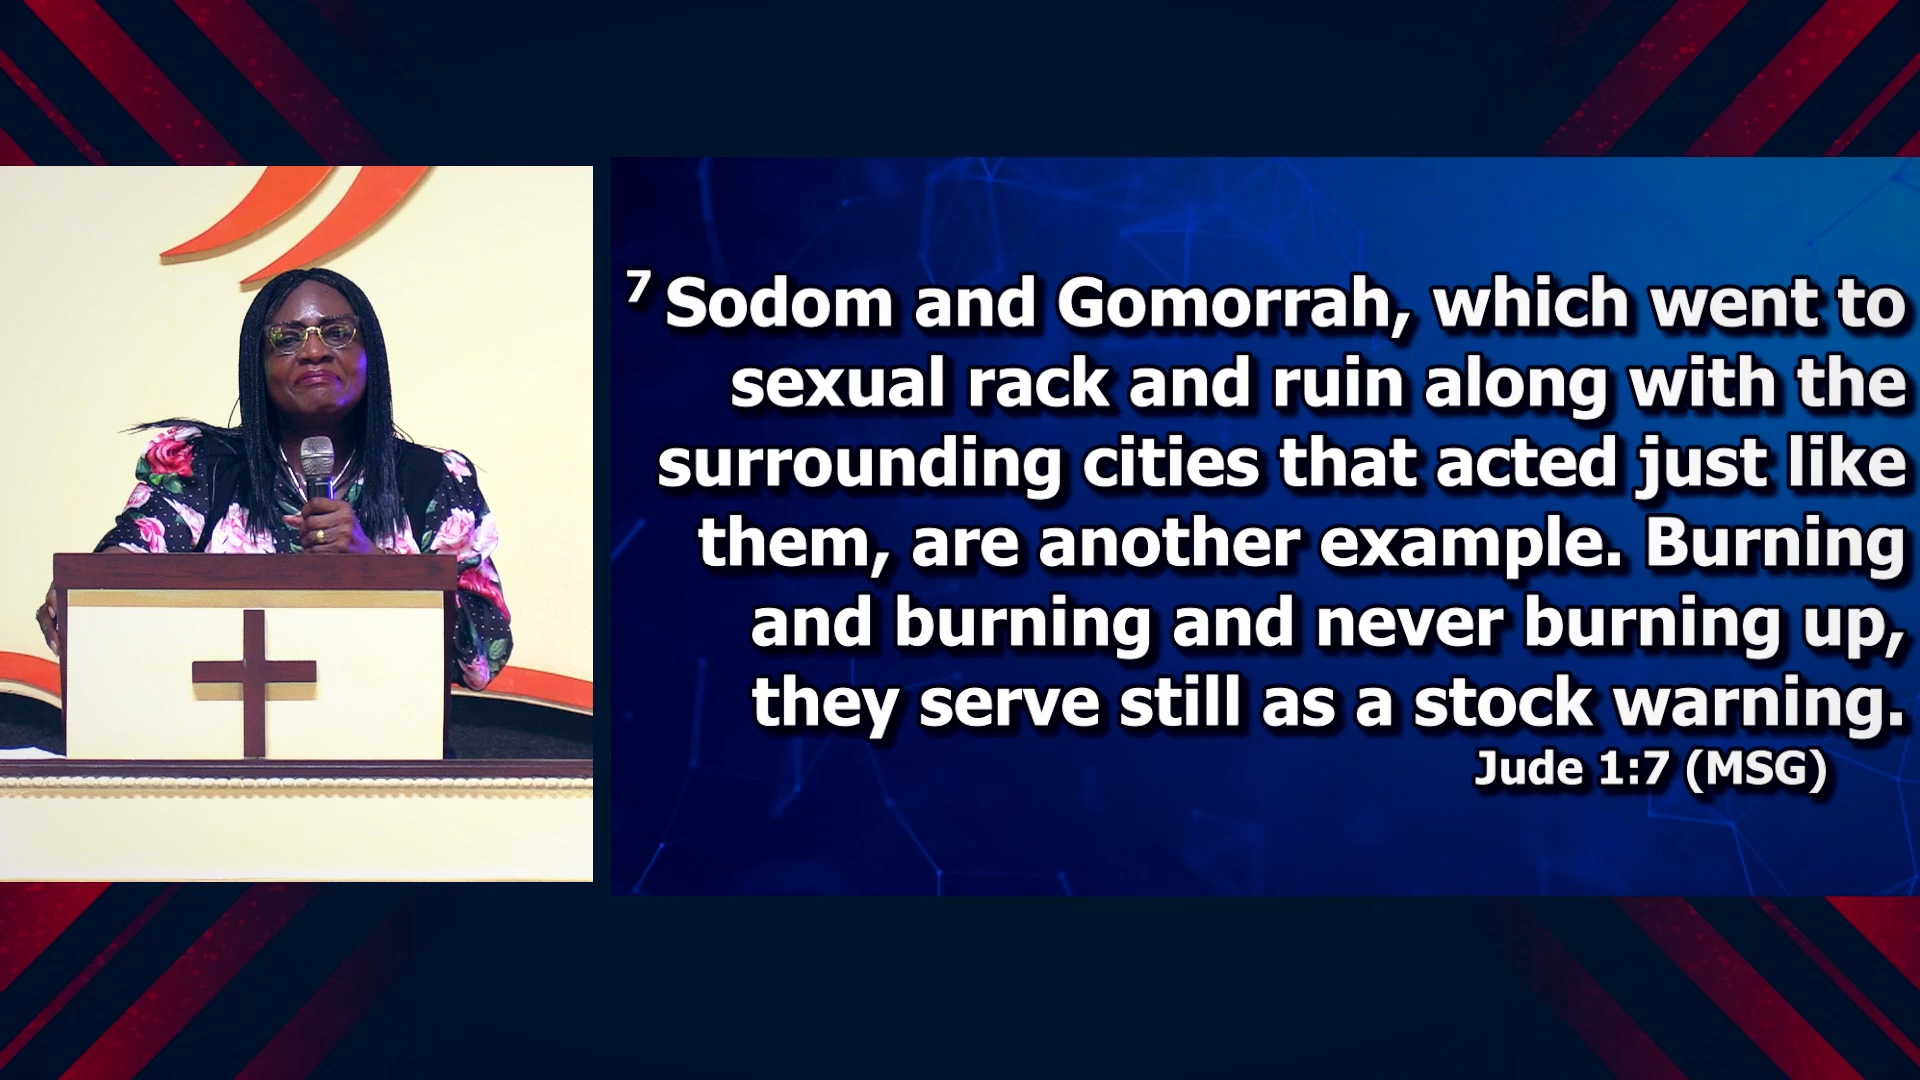 7 Sodom and Gomorrah, which went to
sexual rack and ruin along with the
surrounding cities that acted just like
them, are another example. Burning
and burning and never burning up,
they serve still as a stock warning.
Jude 1:7 (MSG)